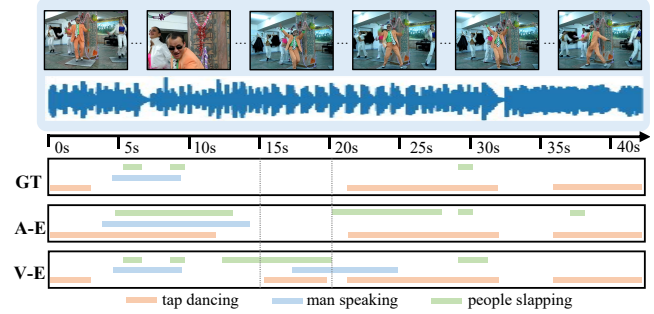 ... ... ... ... ...
0s 5s 10s 15s 20s 25s 30s 35s 40s
GT
A-E
V-E
tap dancing man speaking people slapping